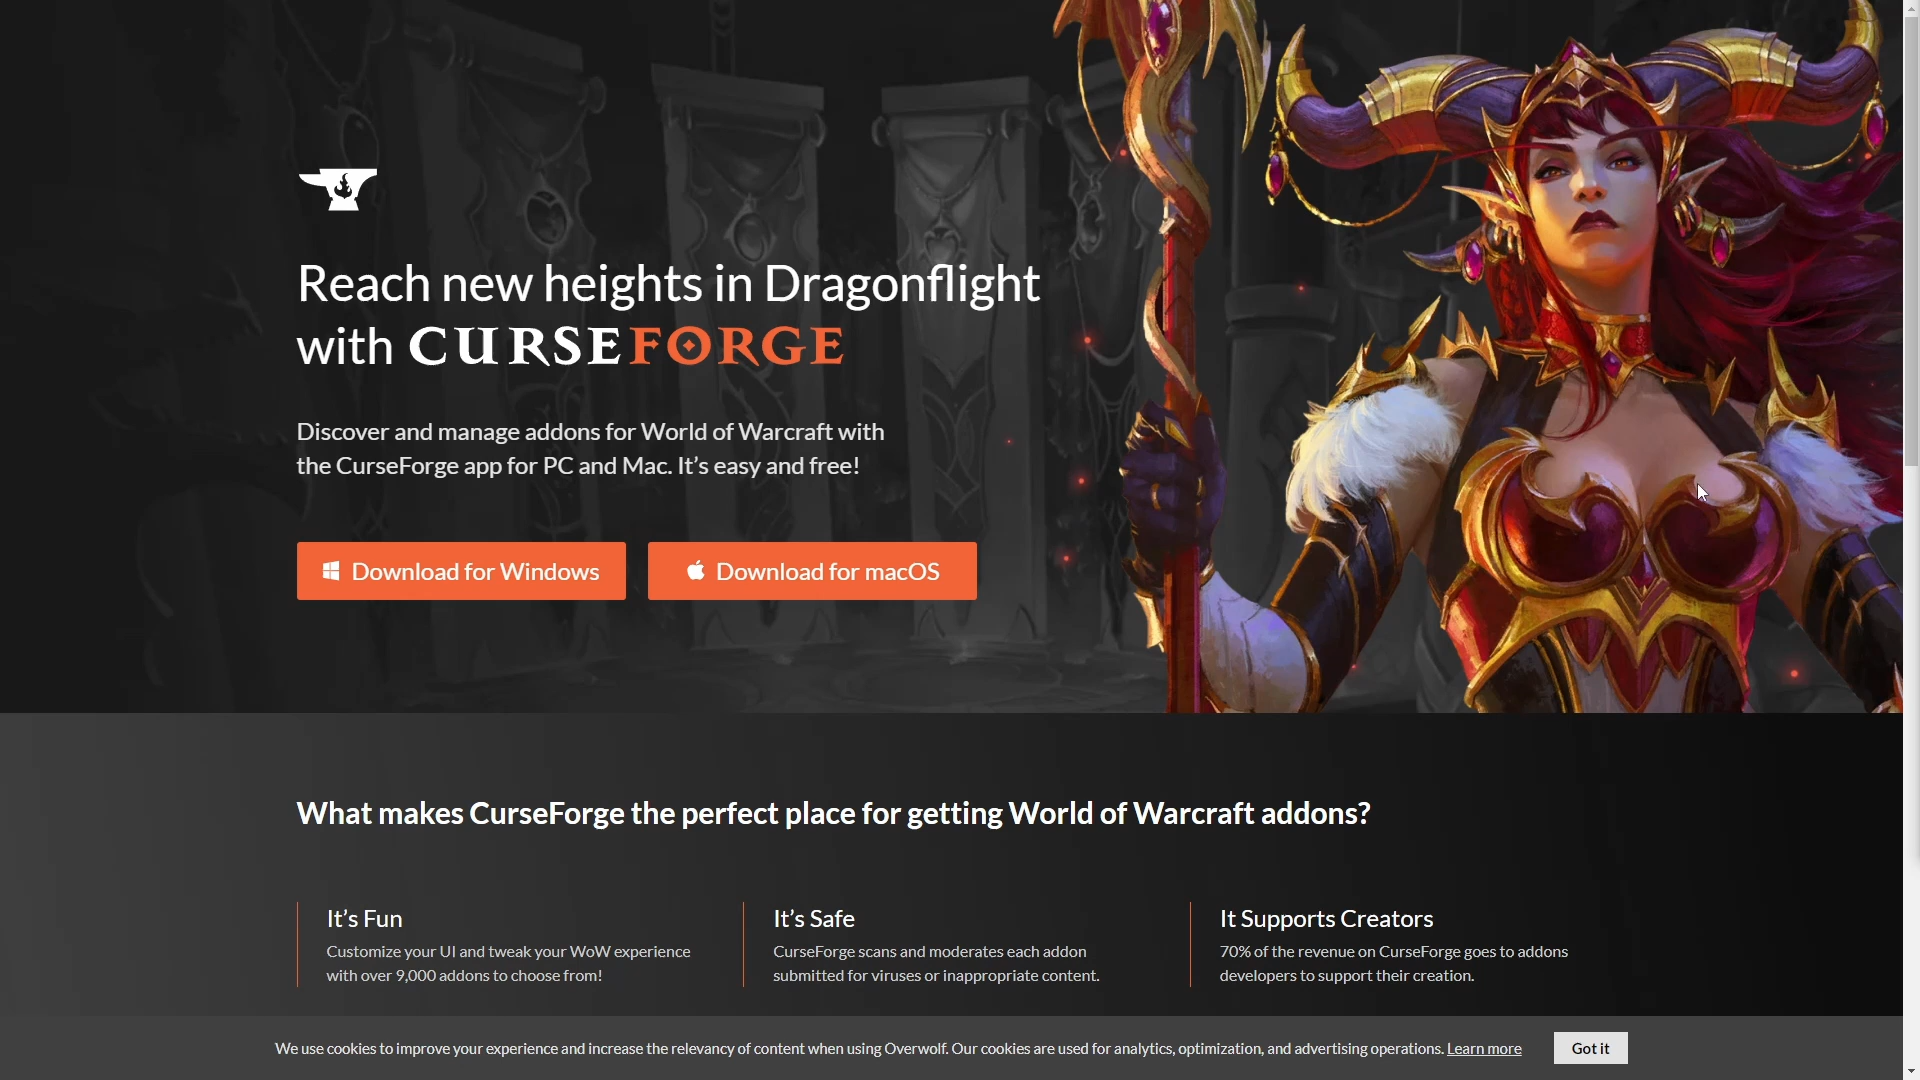 Reach new heights in Dragonflight
with CURSEFORGE
Discover and manage addons for World of Warcraft with
the CurseForge app for PC and Mac. It’s easy and free!
Download for Windows
Download for macOS
What makes CurseForge the perfect place for getting World of Warcraft addons?
It’s Fun
Customize your UI and tweak your WoW experience
with over 9,000 addons to choose from!
It’s Safe
CurseForge scans and moderates each addon
submitted for viruses or inappropriate content.
It Supports Creators
70% of the revenue on CurseForge goes to addons
developers to support their creation.
We use cookies to improve your experience and increase the relevancy of content when using Overwolf. Our cookies are used for analytics, optimization, and advertising operations. Learn more
Got it